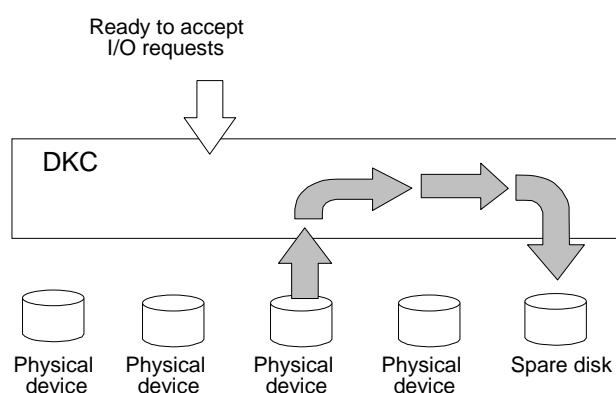 Ready to accept
I/O requests
DKC
Physical
device
Physical
device
Physical
device
Physical
device
Spare disk